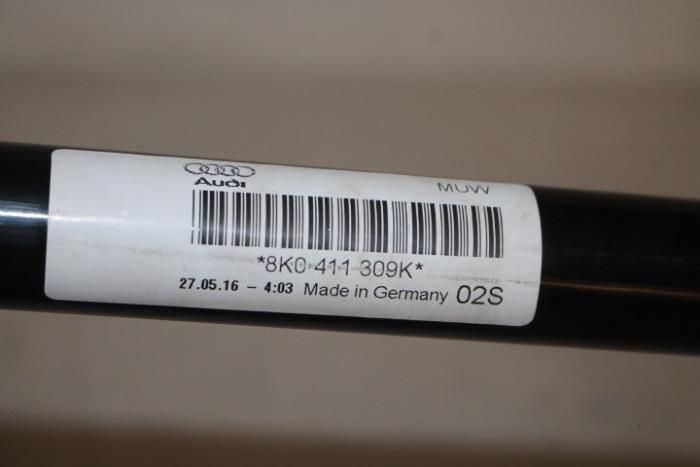 Audi MUW
*8K0 411 309K*
27.05.16 – 4:03 Made in Germany 02S